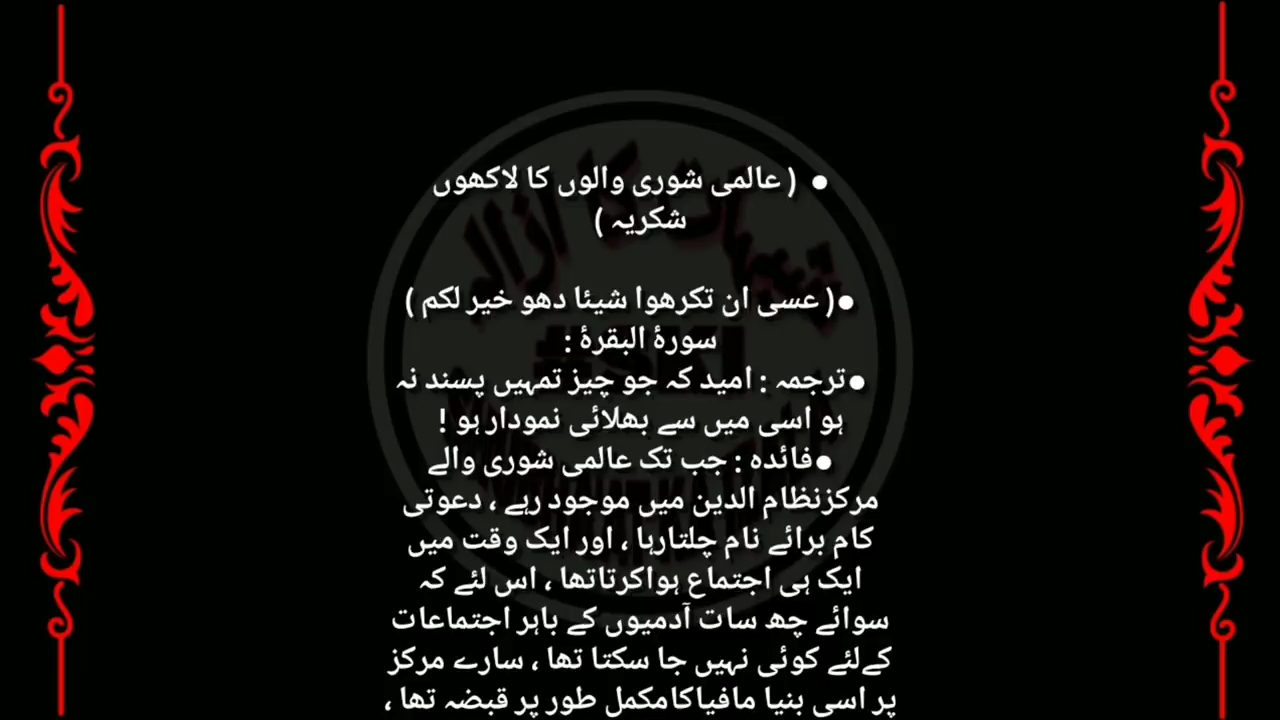 ● ( عالمی شوری والوں کا لاکھوں
شکریہ )
●( عسی ان تکرھوا شیئا دھو خیر لکم )
سورۂ البقرۂ :
●ترجمہ : امید کہ جو چیز تمہیں پسند نہ
ہو اسی میں سے بھلائی نمودار ہو !
●فائدہ : جب تک عالمی شوری والے
مرکزنظام الدین میں موجود رہے ، دعوتی
کام برائے نام چلتارہا ، اور ایک وقت میں
ایک ہی اجتماع ہواکرتاتھا ، اس لئے کہ
سوائے چھ سات آدمیوں کے باہر اجتماعات
کےلئے کوئی نہیں جا سکتا تھا ، سارے مرکز
پر اسی بنیا مافیاکامکمل طور پر قبضہ تھا ،
شبہات کا ازالہ